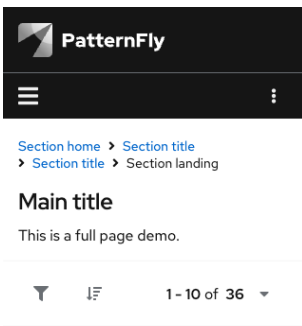 PatternFly
Section home > Section title
> Section title > Section landing
Main title
This is a full page demo.
1 - 10 of 36